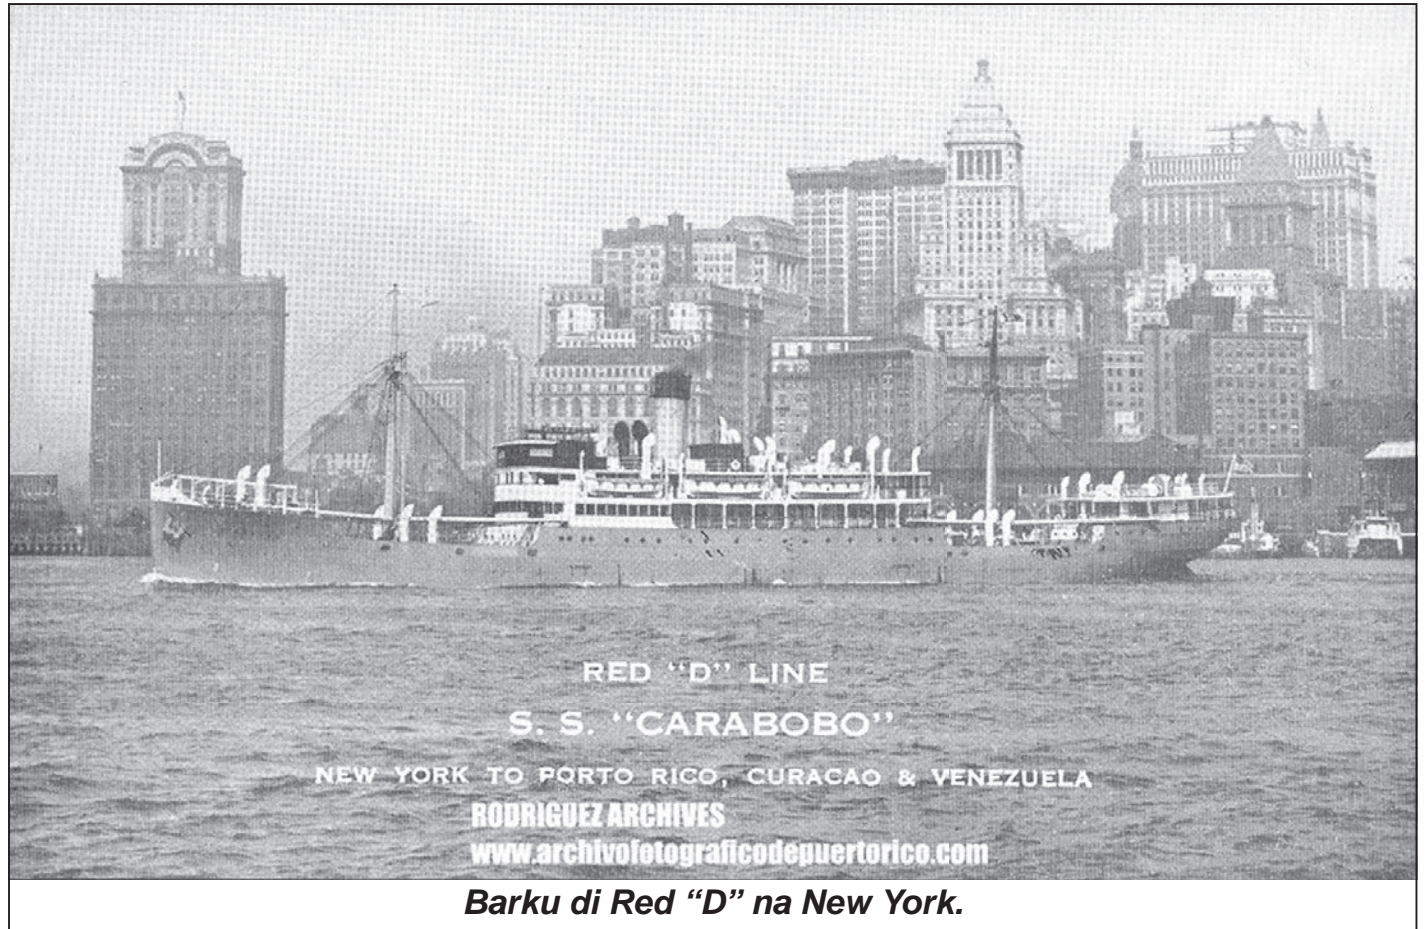 RED “D” LINE
S. S. “CARABOBO”
NEW YORK TO PORTO RICO, CURACAO & VENEZUELA
RODRIGUEZ ARCHIVES
www.archivofotograficodepuertorico.com
Barku di Red “D” na New York.